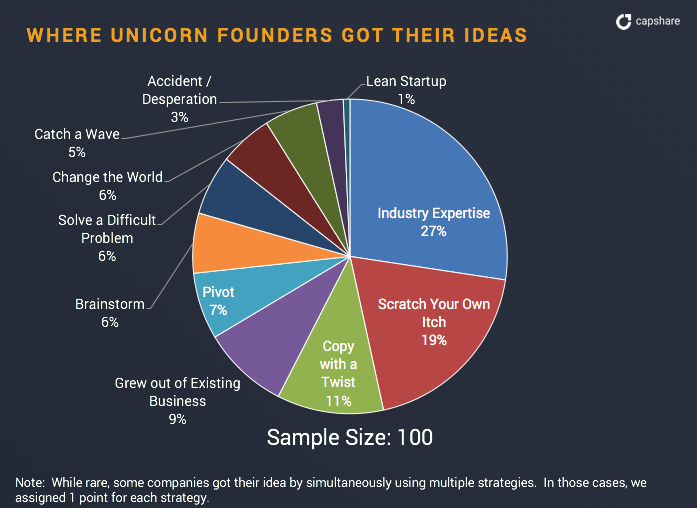 capshare
WHERE UNICORN FOUNDERS GOT THEIR IDEAS
Accident /
Desperation
3%
Lean Startup
1%
Catch a Wave
5%
Change the World
6%
Solve a Difficult
Problem
6%
Brainstorm
6%
Pivot
7%
Grew out of Existing
Business
9%
Copy
with a
Twist
11%
Scratch Your Own
Itch
19%
Industry Expertise
27%
Sample Size: 100
Note: While rare, some companies got their idea by simultaneously using multiple strategies. In those cases, we
assigned 1 point for each strategy.